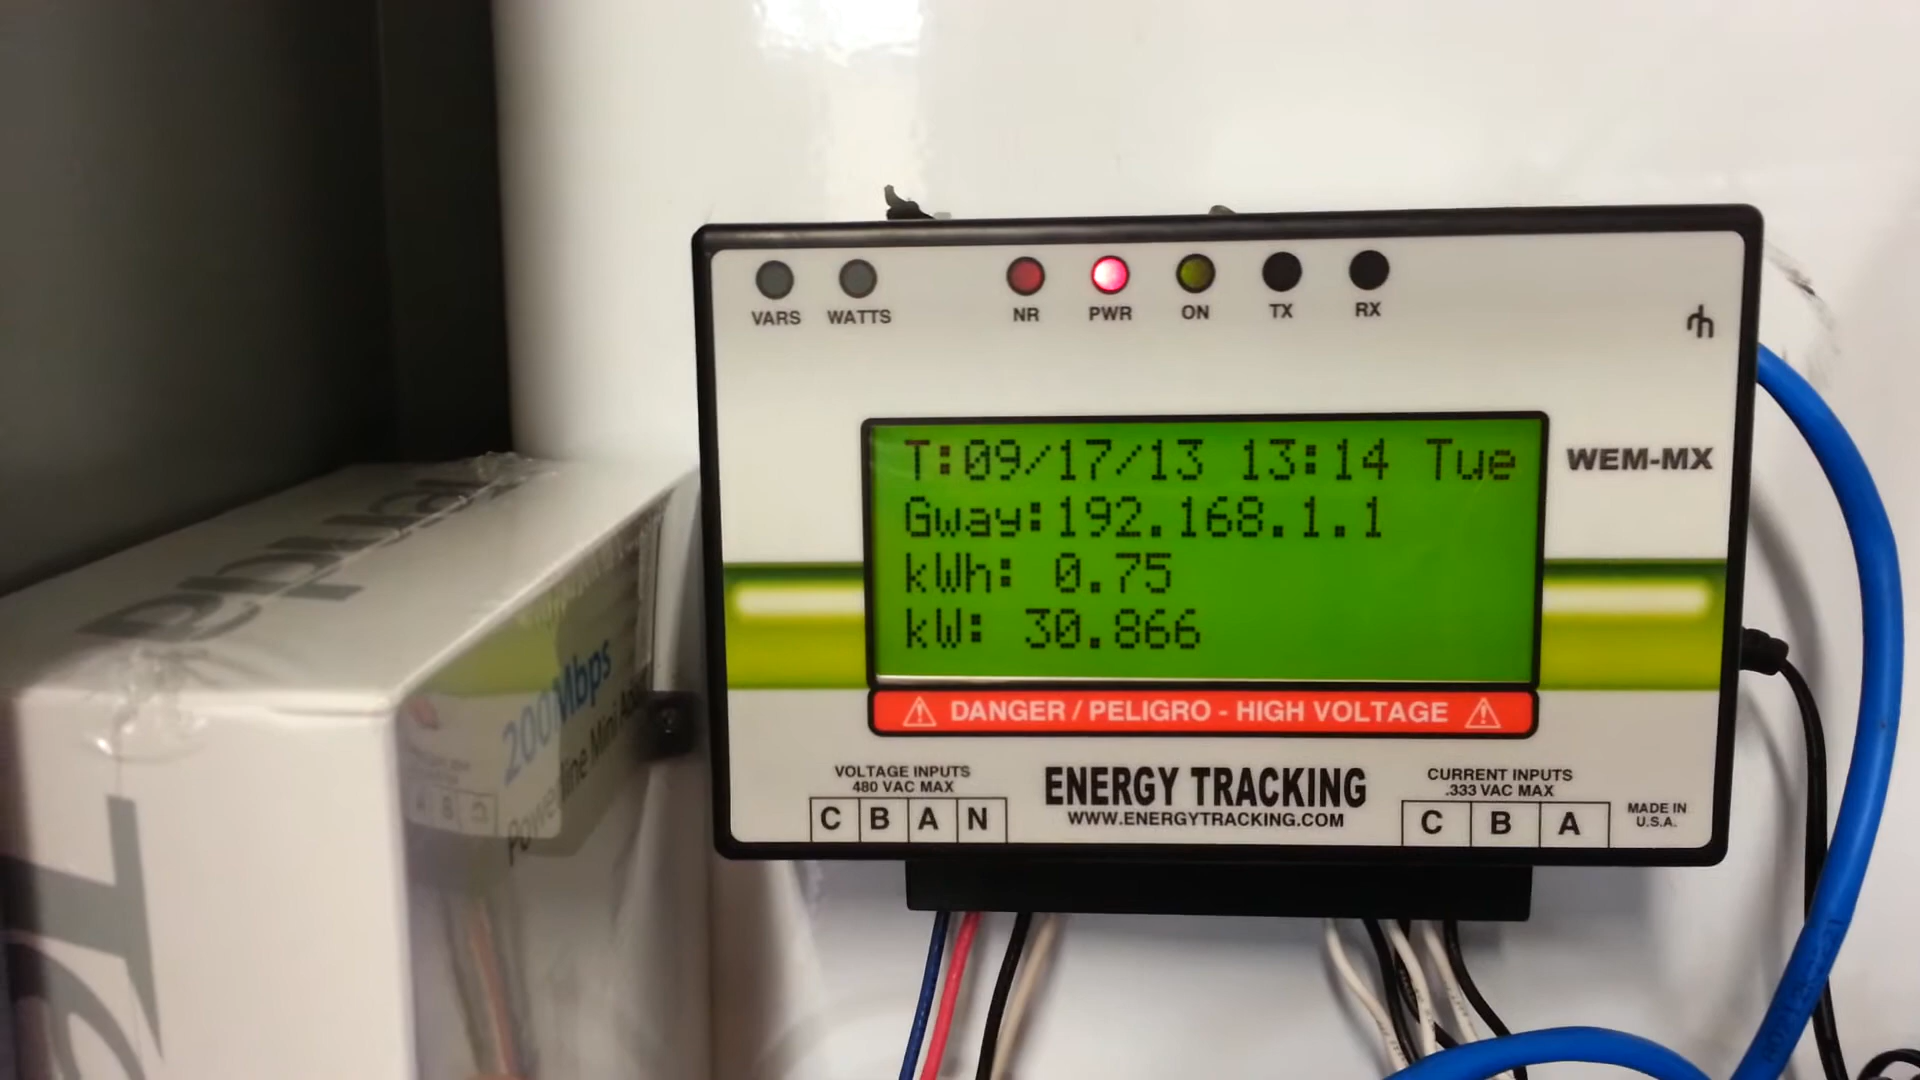 VARS WATTS NR PWR ON TX RX
T:09/17/13 13:14 Tue
Gway:192.168.1.1
kWh: 0.75
kW: 30.866
WEM-MX
DANGER / PELIGRO - HIGH VOLTAGE
VOLTAGE INPUTS
480 VAC MAX
C B A N
ENERGY TRACKING
WWW.ENERGYTRACKING.COM
CURRENT INPUTS
.333 VAC MAX
C B A
MADE IN
U.S.A.
200Mbps
Powerline Mini